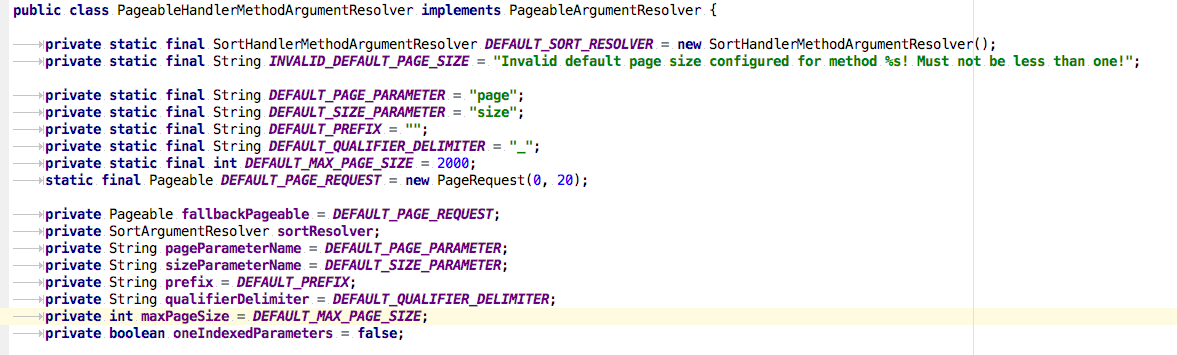 public class PageableHandlerMethodArgumentResolver implements PageableArgumentResolver {
private static final SortHandlerMethodArgumentResolver DEFAULT_SORT_RESOLVER = new SortHandlerMethodArgumentResolver();
private static final String INVALID_DEFAULT_PAGE_SIZE = "Invalid default page size configured for method %s! Must not be less than one!";
private static final String DEFAULT_PAGE_PARAMETER = "page";
private static final String DEFAULT_SIZE_PARAMETER = "size";
private static final String DEFAULT_PREFIX = "";
private static final String DEFAULT_QUALIFIER_DELIMITER = "_";
private static final int DEFAULT_MAX_PAGE_SIZE = 2000;
static final Pageable DEFAULT_PAGE_REQUEST = new PageRequest(0, 20);
private Pageable fallbackPageable = DEFAULT_PAGE_REQUEST;
private SortArgumentResolver sortResolver;
private String pageParameterName = DEFAULT_PAGE_PARAMETER;
private String sizeParameterName = DEFAULT_SIZE_PARAMETER;
private String prefix = DEFAULT_PREFIX;
private String qualifierDelimiter = DEFAULT_QUALIFIER_DELIMITER;
private int maxPageSize = DEFAULT_MAX_PAGE_SIZE;
private boolean oneIndexedParameters = false;